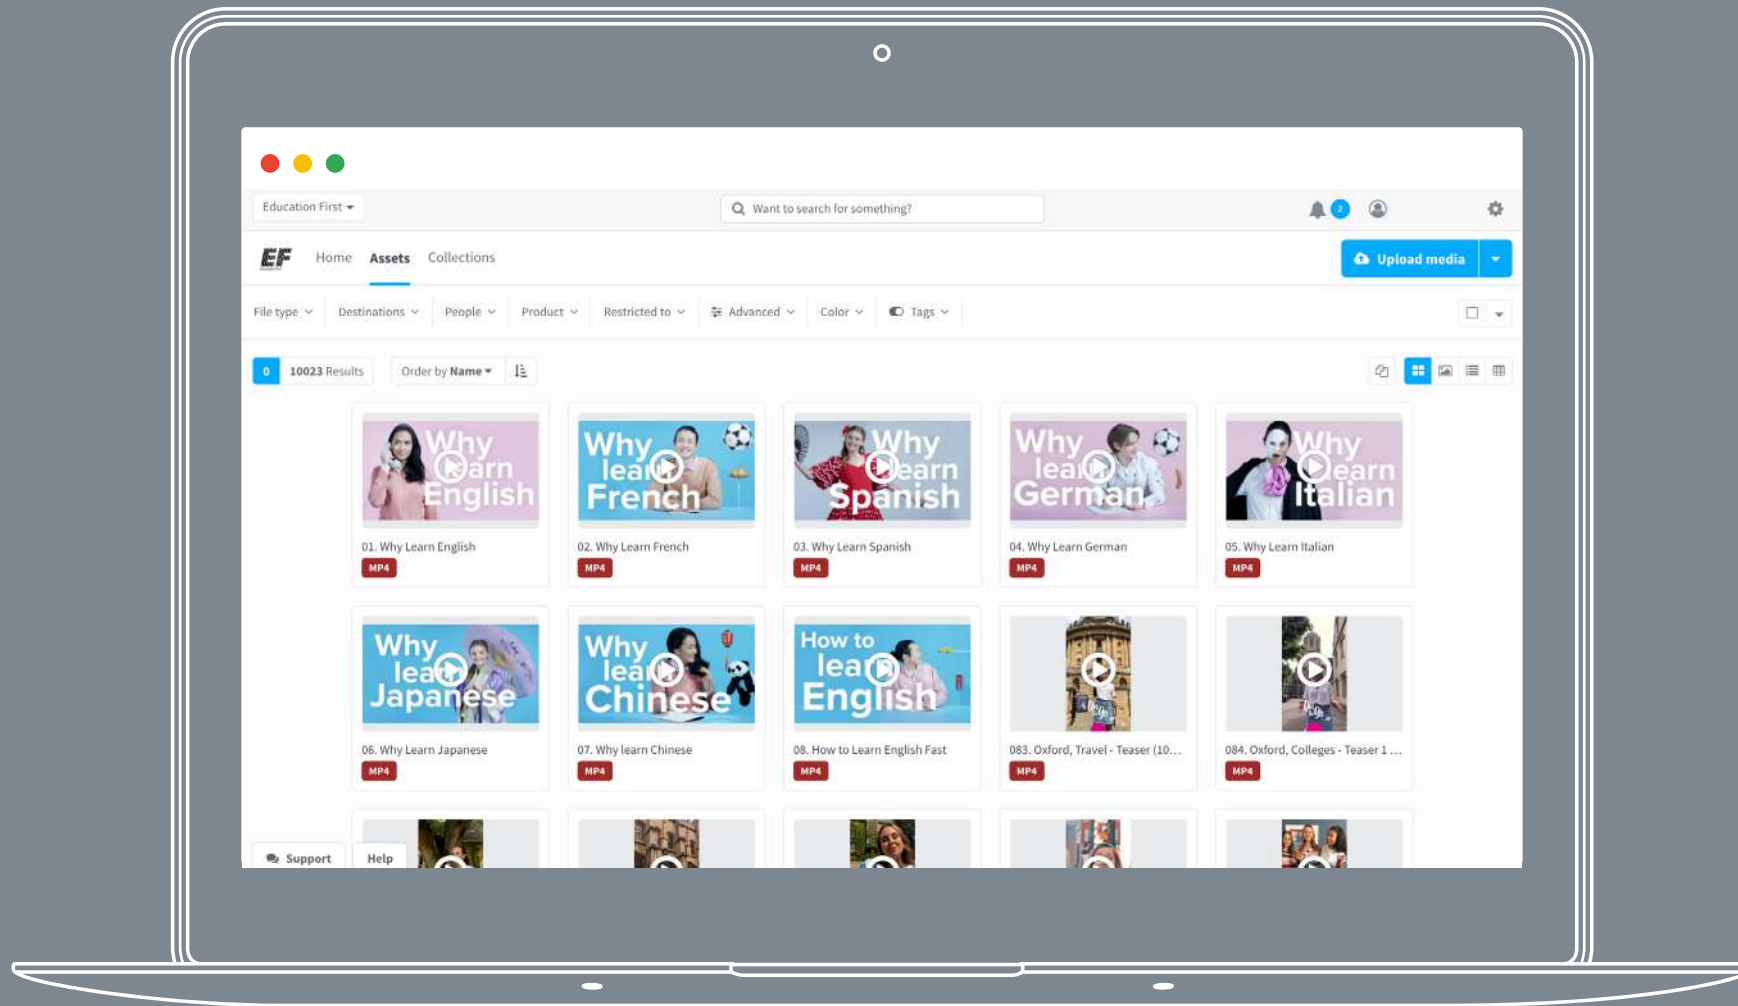 Education First
Want to search for something?
2
EF
Home
Assets
Collections
Upload media
File type
Destinations
People
Product
Restricted to
Advanced
Color
Tags
0
10023 Results
Order by Name
Why
learn
English
01. Why Learn English
MP4
Why
learn
French
02. Why Learn French
MP4
Why
learn
Spanish
03. Why Learn Spanish
MP4
Why
learn
German
04. Why Learn German
MP4
Why
learn
Italian
05. Why Learn Italian
MP4
Why
learn
Japanese
06. Why Learn Japanese
MP4
Why
learn
Chinese
07. Why learn Chinese
MP4
How to
learn
English
08. How to Learn English Fast
MP4
083. Oxford, Travel - Teaser (10...
MP4
084. Oxford, Colleges - Teaser 1 ...
MP4
Support
Help